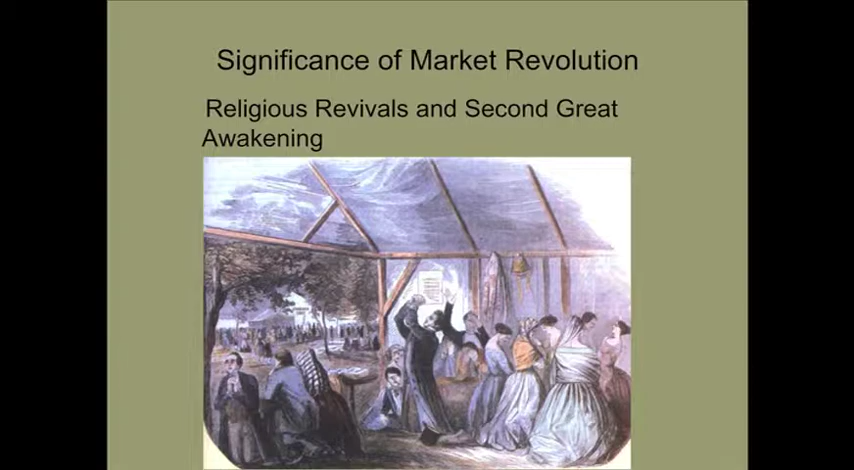 Significance of Market Revolution
Religious Revivals and Second Great
Awakening